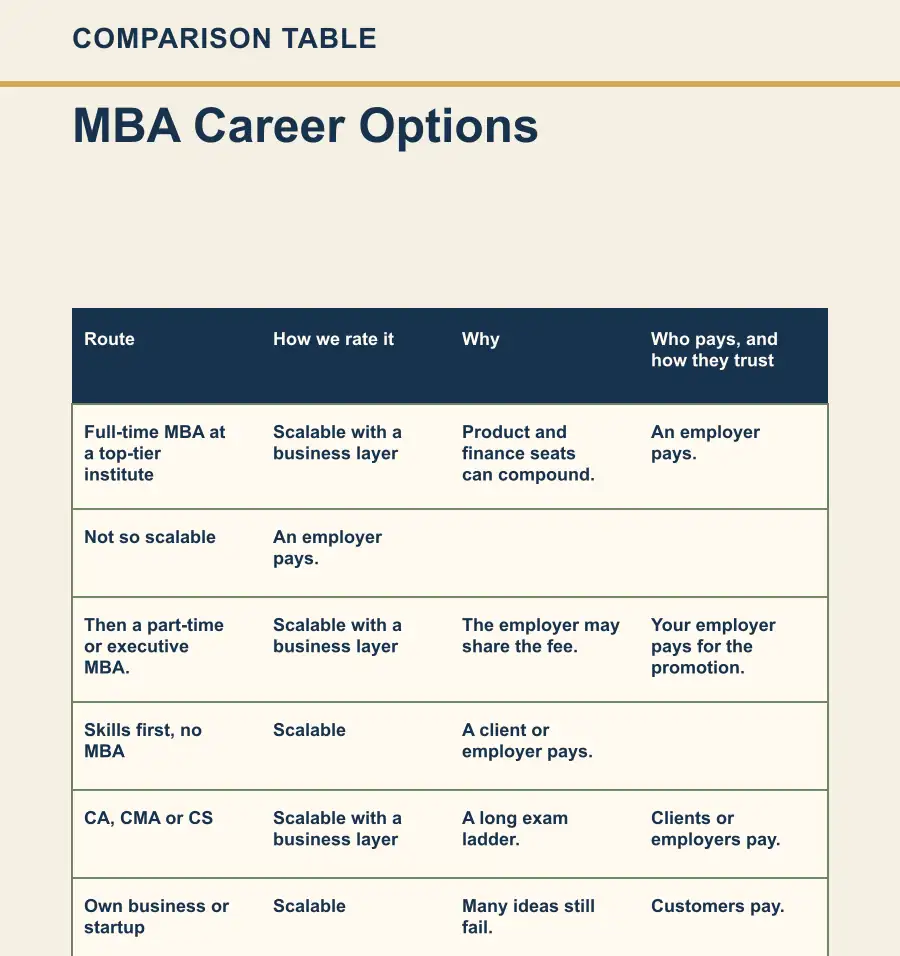 COMPARISON TABLE
MBA Career Options
Route
How we rate it
Why
Who pays, and
how they trust
Full-time MBA at
a top-tier
institute
Scalable with a
business layer
Product and
finance seats
can compound.
An employer
pays.
Not so scalable
An employer
pays.
Then a part-time
or executive
MBA.
Scalable with a
business layer
The employer may
share the fee.
Your employer
pays for the
promotion.
Skills first, no
MBA
Scalable
A client or
employer pays.
CA, CMA or CS
Scalable with a
business layer
A long exam
ladder.
Clients or
employers pay.
Own business or
startup
Scalable
Many ideas still
fail.
Customers pay.